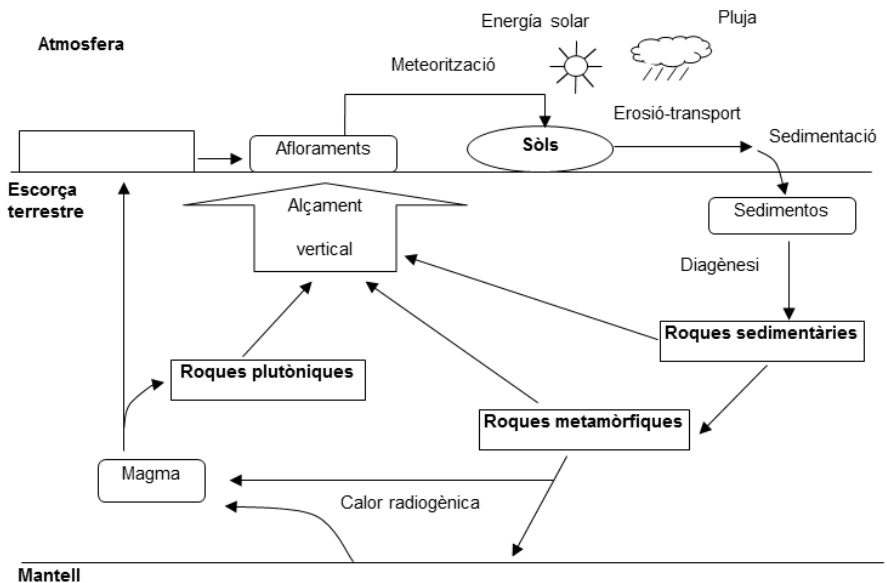 Energía solar
Pluja
Atmosfera
Meteorització
Erosió-transport
Afloraments
Sòls
Sedimentació
Escorça
terrestre
Alçament
vertical
Sedimentos
Diagènesi
Roques sedimentàries
Roques plutòniques
Roques metamòrfiques
Magma
Calor radiogènica
Mantell